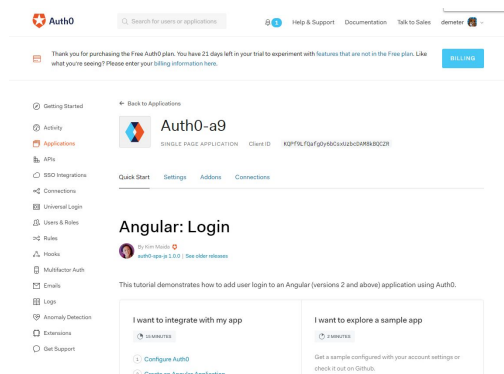 Auth0
Search for users or applications
1
Help & Support
Documentation
Talk to Sales
demeter
Thank you for purchasing the Free Auth0 plan. You have 21 days left in your trial to experiment with features that are not in the Free plan. Like
what you're seeing? Please enter your billing information here.
BILLING
Getting Started
Activity
Applications
APIs
SSO Integrations
Connections
Universal Login
Users & Roles
Rules
Hooks
Multifactor Auth
Emails
Logs
Anomaly Detection
Extensions
Get Support
← Back to Applications
Auth0-a9
SINGLE PAGE APPLICATION
Client ID
Quick Start
Settings
Addons
Connections
Angular: Login
By Kim Maida
auth0-spa-js 1.0.0 | See older releases
This tutorial demonstrates how to add user login to an Angular (versions 2 and above) application using Auth0.
I want to integrate with my app
15 MINUTES
1 Configure Auth0
2 Create an Angular Application
I want to explore a sample app
2 MINUTES
Get a sample configured with your account settings or
check it out on Github.